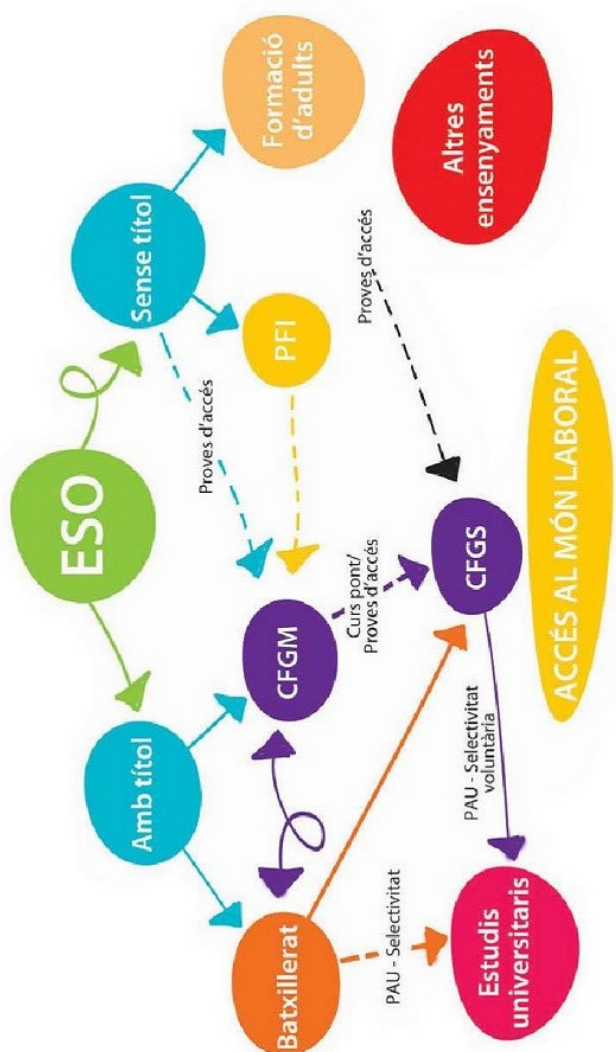 ESO
Amb títol
Sense títol
Proves d'accés
Formació
d'adults
Batxillerat
CFGM
PFI
Curs pont/
Proves d'accés
Proves d'accés
Altres
ensenyaments
PAU - Selectivitat
PAU - Selectivitat
voluntària
CFGS
Estudis
universitaris
ACCÉS AL MÓN LABORAL